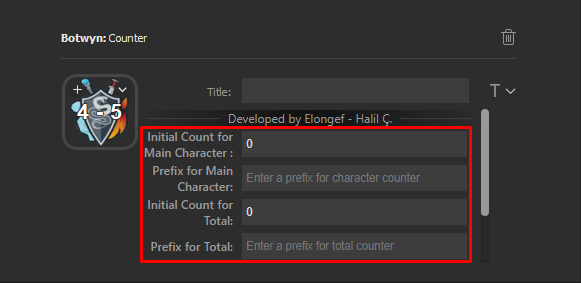 Botwyn: Counter
4 - 5
Title:
T
Developed by Elongef - Halil Ç.
Initial Count for
Main Character :
0
Prefix for Main
Character:
Enter a prefix for character counter
Initial Count for
Total:
0
Prefix for Total:
Enter a prefix for total counter